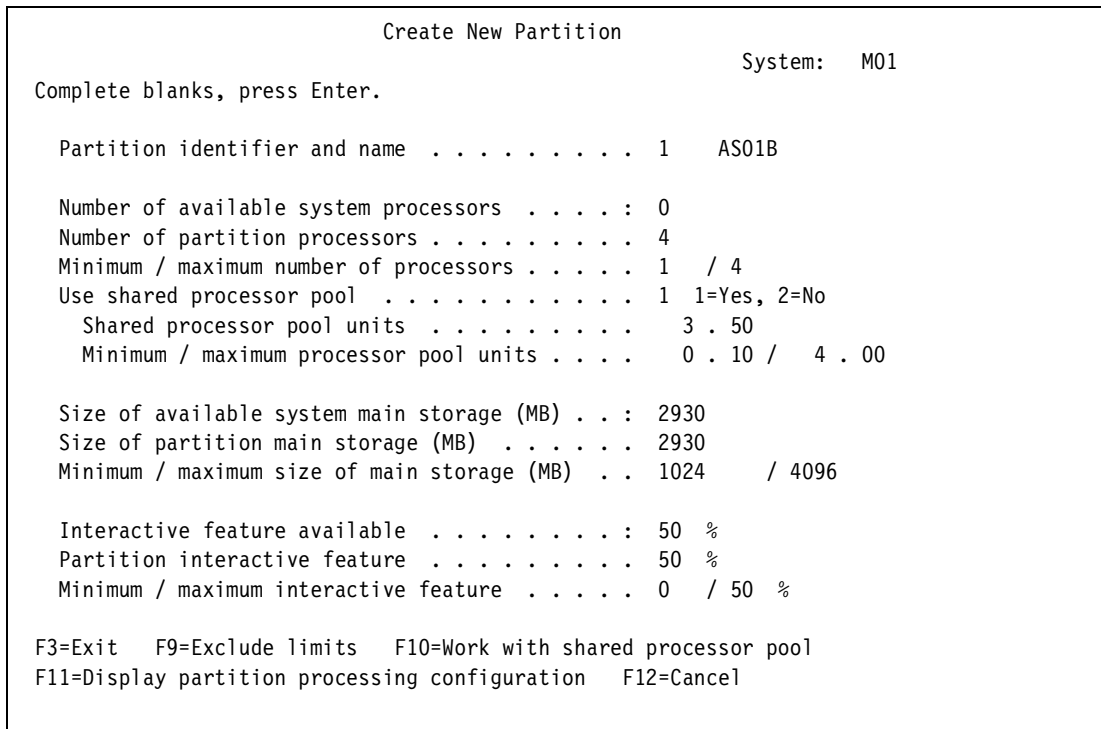 Create New Partition
System:   M01
Complete blanks, press Enter.
Partition identifier and name . . . . . . . . . 1    AS01B
Number of available system processors . . . . : 0
Number of partition processors . . . . . . . . . 4
Minimum / maximum number of processors . . . . . 1   / 4
Use shared processor pool . . . . . . . . . . . 1  1=Yes, 2=No
Shared processor pool units . . . . . . . . . 3 . 50
Minimum / maximum processor pool units . . . . 0 . 10 /   4 . 00
Size of available system main storage (MB) . . : 2930
Size of partition main storage (MB) . . . . . . 2930
Minimum / maximum size of main storage (MB) . . 1024     / 4096
Interactive feature available . . . . . . . . : 50  %
Partition interactive feature . . . . . . . . . 50  %
Minimum / maximum interactive feature . . . . . 0   / 50  %
F3=Exit   F9=Exclude limits   F10=Work with shared processor pool
F11=Display partition processing configuration   F12=Cancel